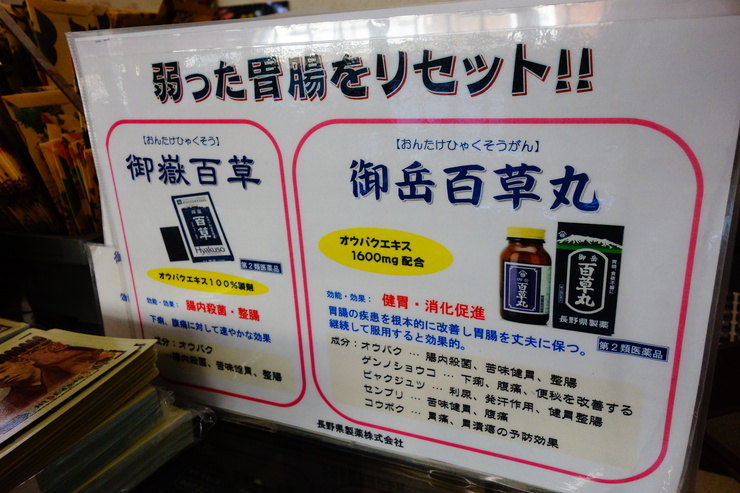 弱った胃腸をリセット!!
【おんたけひゃくそう】
御嶽百草
百草
Hyakuso
第2類医薬品
オウバクエキス100%製剤
効能・効果: 腸内殺菌・整腸
下痢、腹痛に対して速やかな効果
成分:オウバク
腸内殺菌、苦味健胃、整腸
【おんたけひゃくそうがん】
御岳百草丸
オウバクエキス
1600mg配合
百草丸
御岳
百草丸
長野県製薬
第2類医薬品
効能・効果: 健胃・消化促進
胃腸の疾患を根本的に改善し胃腸を丈夫に保つ。
継続して服用すると効果的。
成分:オウバク … 腸内殺菌、苦味健胃、整腸
ゲンノショウコ … 下痢、腹痛、便秘を改善する
ビャクジュツ … 利尿、発汗作用、健胃整腸
センブリ … 苦味健胃、腹痛
コウボク … 胃痛、胃潰瘍の予防効果
長野県製薬株式会社